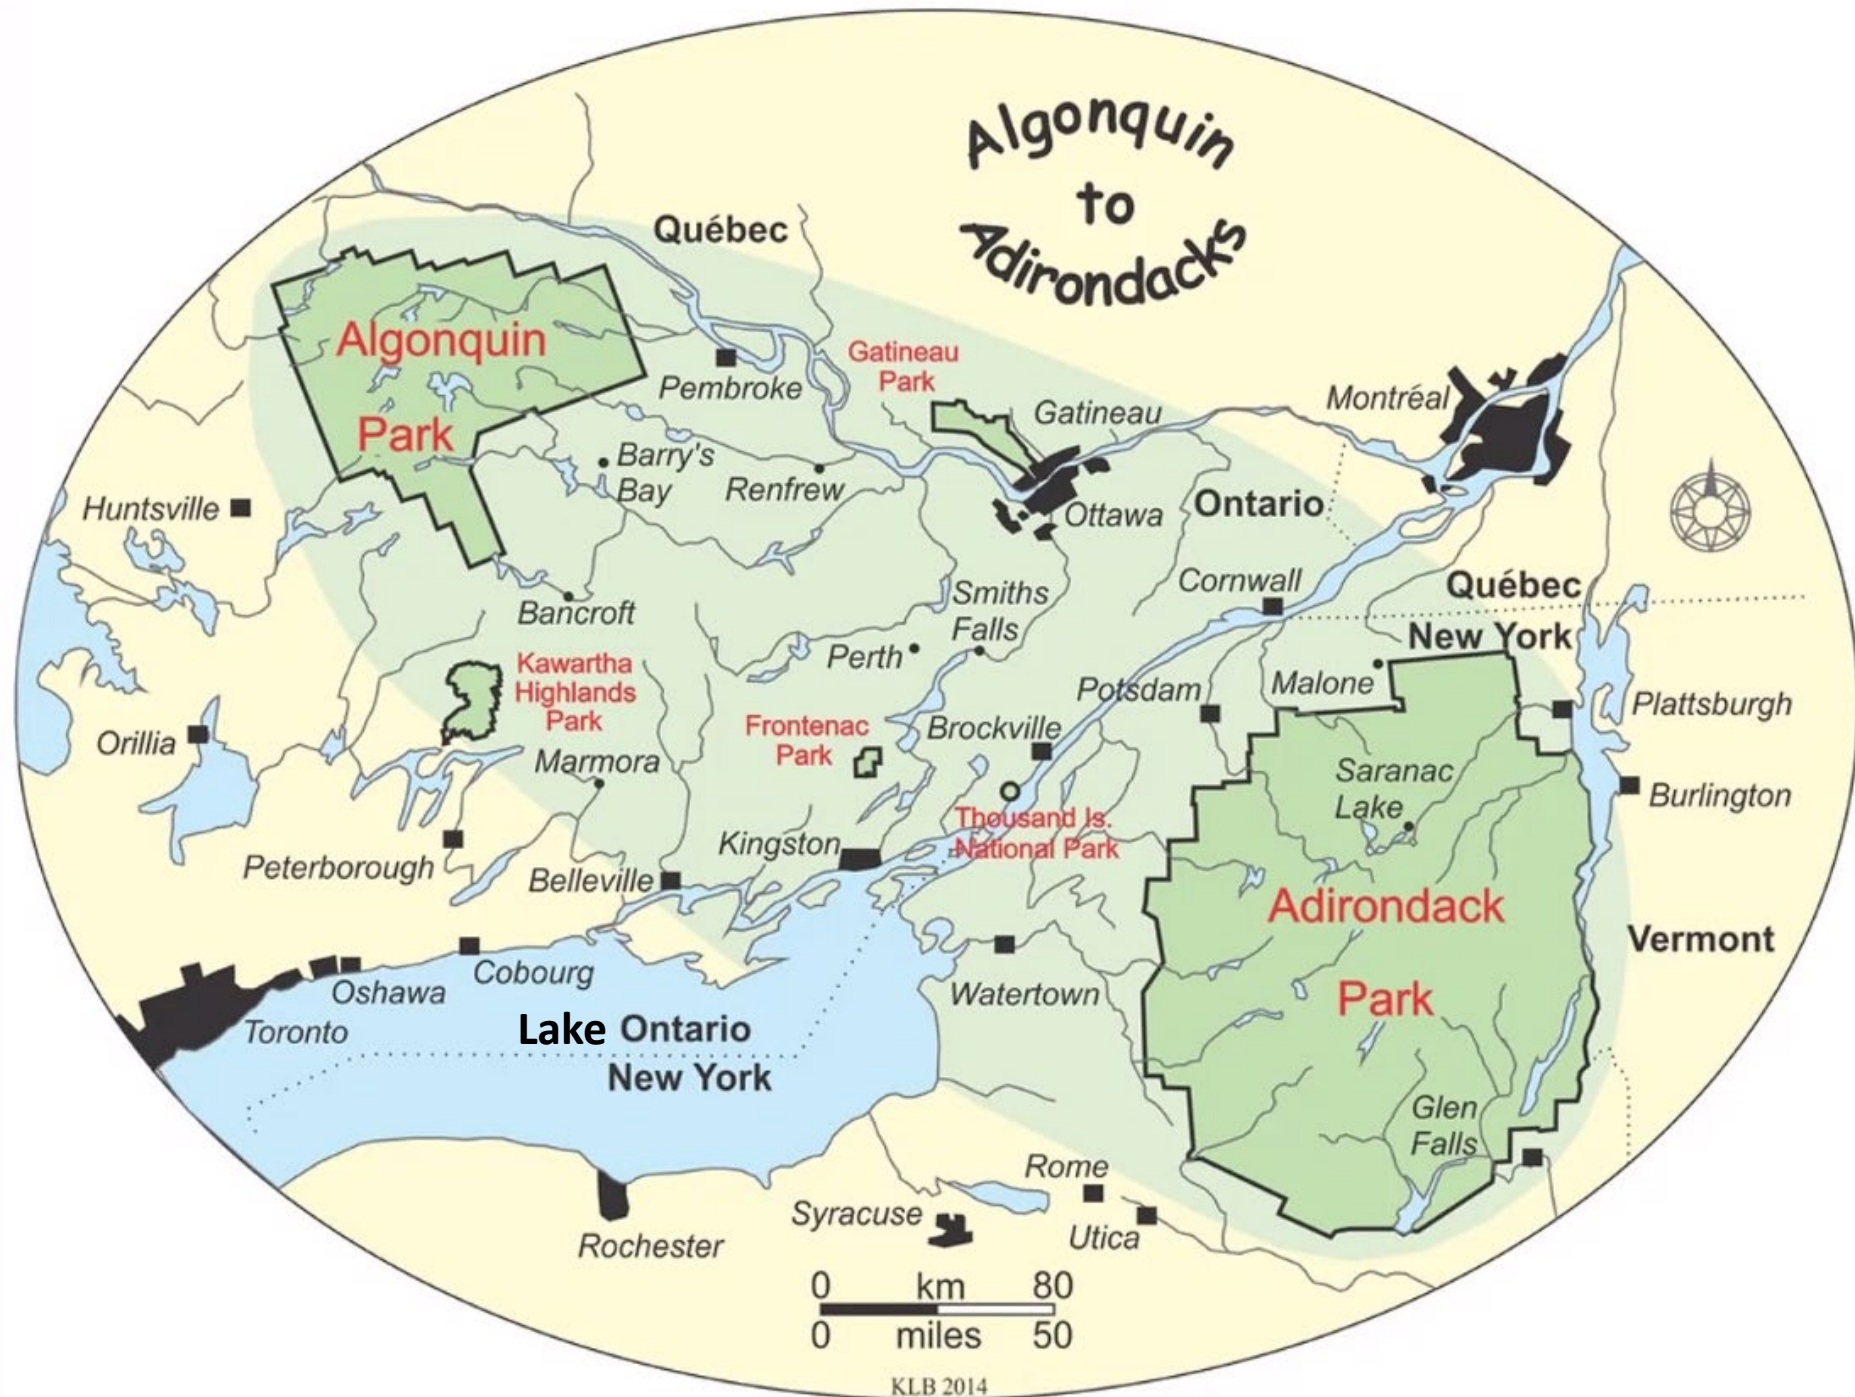 Algonquin
to
Adirondacks
Québec
Algonquin
Park
Pembroke
Gatineau
Park
Gatineau
Montréal
Barry's
Bay
Renfrew
Huntsville
Ottawa
Ontario
Bancroft
Smiths
Falls
Cornwall
Québec
New York
Perth
Kawartha
Highlands
Park
Potsdam
Malone
Plattsburgh
Orillia
Marmora
Frontenac
Park
Brockville
Saranac
Lake
Burlington
Thousand Is.
National Park
Peterborough
Belleville
Kingston
Adirondack
Park
Vermont
Cobourg
Oshawa
Toronto
Watertown
Lake Ontario
New York
Glen
Falls
Rome
Utica
Syracuse
Rochester
0 km 80
0 miles 50
KLB 2014